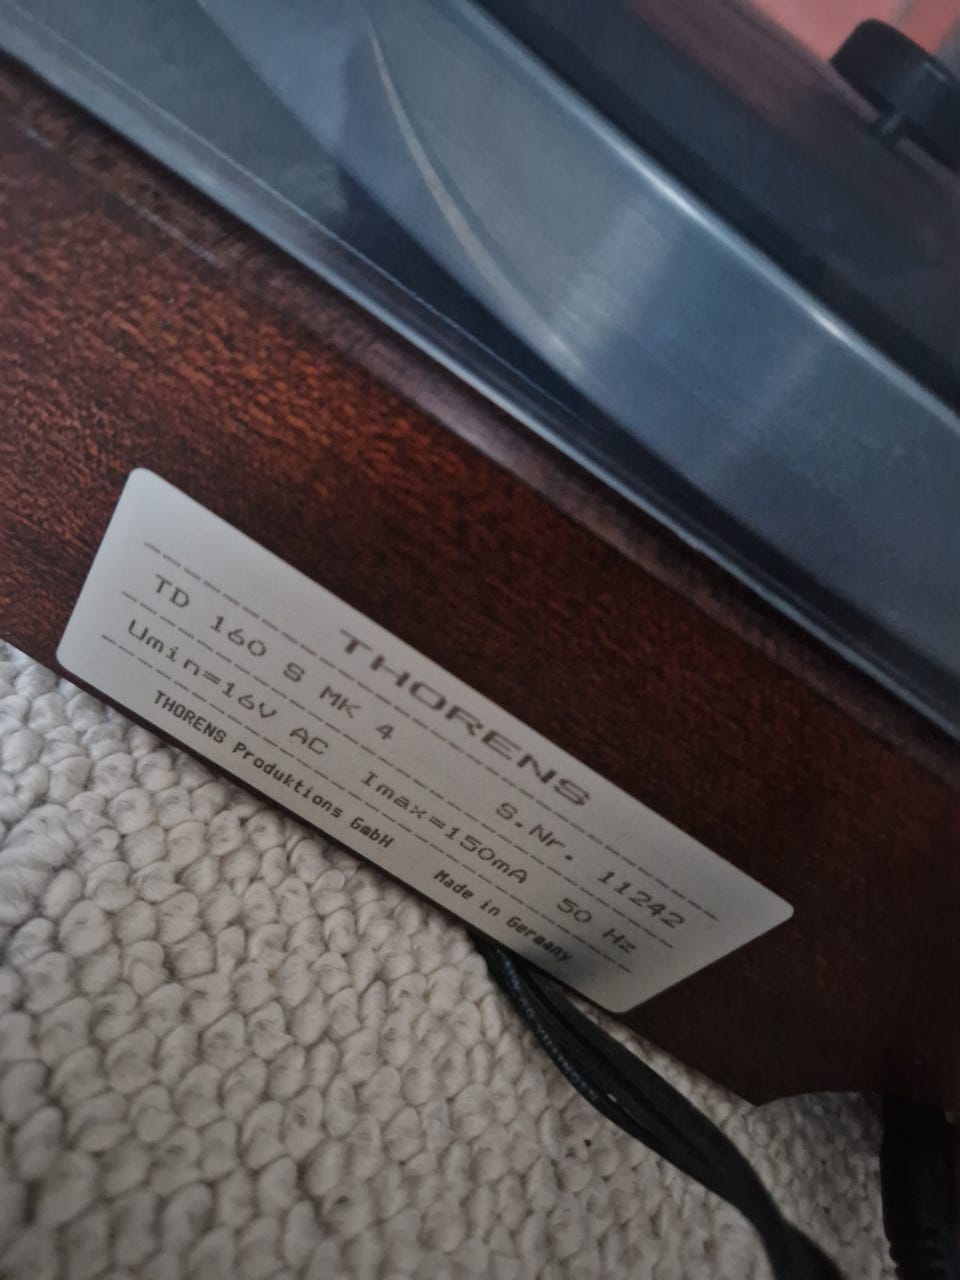 THORENS
TD 160 S MK 4 S.Nr. 11242
Umin=16V AC Imax=150mA 50 Hz
THORENS Produktions GmbH Made in Germany